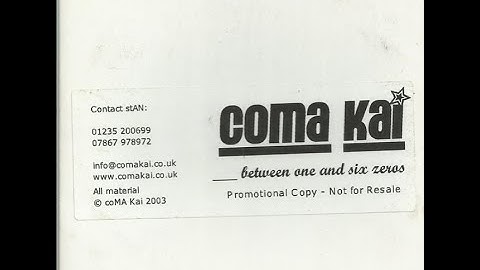 Contact stAN:
01235 200699
07867 978972
info@comakai.co.uk
www.comakai.co.uk
All material
© coMA Kai 2003
coma kai
___ between one and six zeros
Promotional Copy - Not for Resale